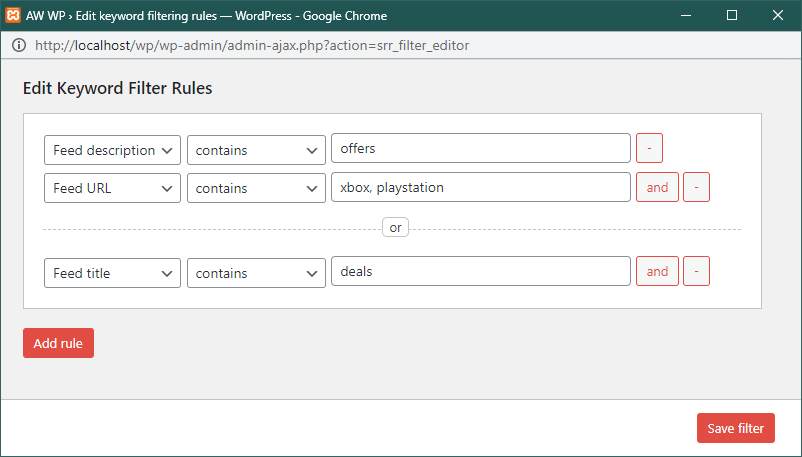 AW WP › Edit keyword filtering rules — WordPress - Google Chrome
http://localhost/wp/wp-admin/admin-ajax.php?action=srr_filter_editor
Edit Keyword Filter Rules
Feed description contains offers -
Feed URL contains xbox, playstation and -
or
Feed title contains deals and -
Add rule
Save filter